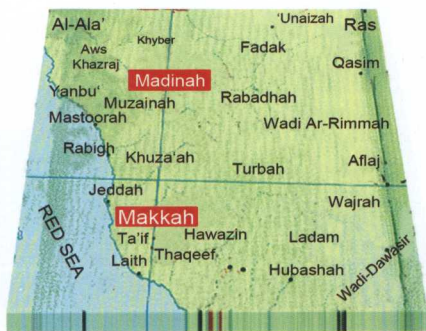 ‘Unaizah
Al-Ala’
Ras
Khyber
Fadak
Aws
Khazraj
Qasim
Madinah
Yanbu‘
Rabadhah
Muzainah
Mastoorah
Wadi Ar-Rimmah
Rabigh
Khuza'ah
Aflaj
Turbah
Jeddah
Wajrah
Makkah
RED SEA
Ta'if
Hawazin
Ladam
Thaqeef
Laith
Hubashah
Wadi-Dawasir